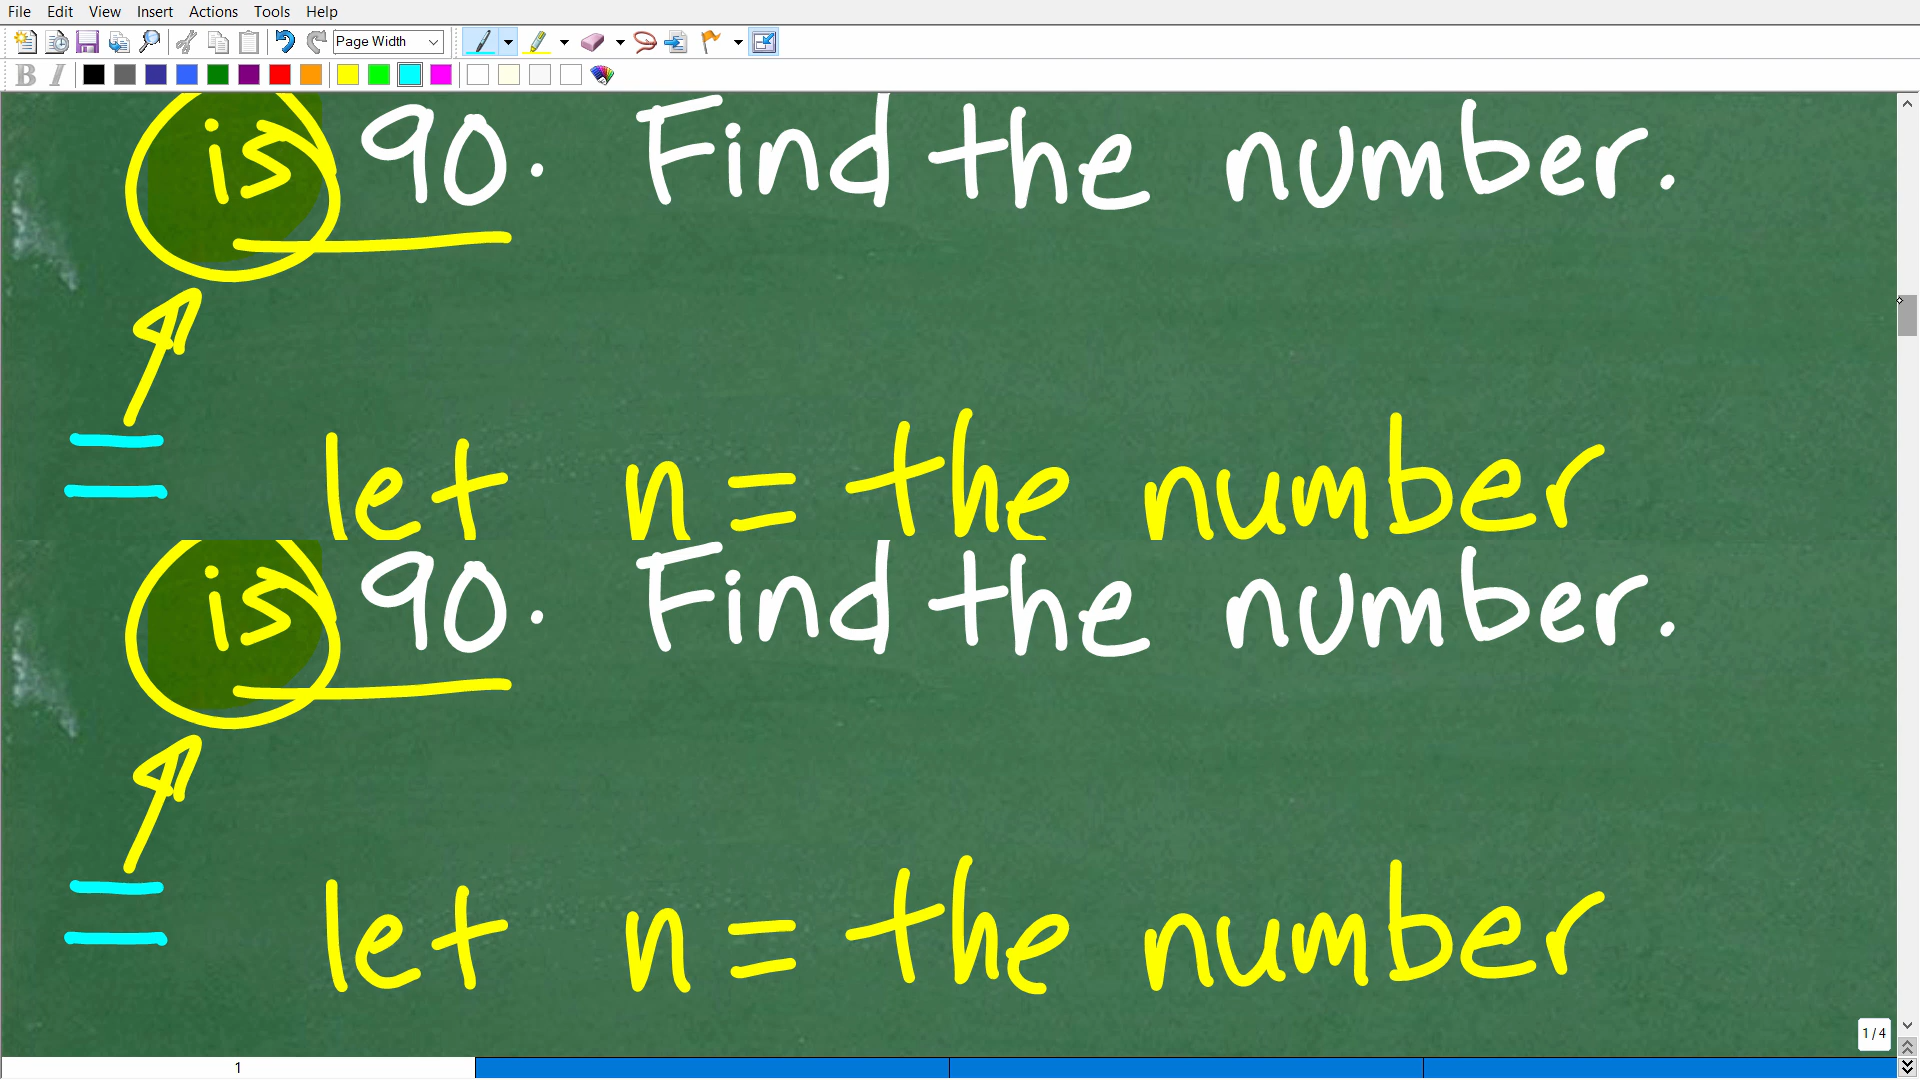 File Edit View Insert Actions Tools Help
Page Width
B I
is 90. Find the number.
=
let n = the number
is 90. Find the number.
=
let n = the number
1 / 4
1